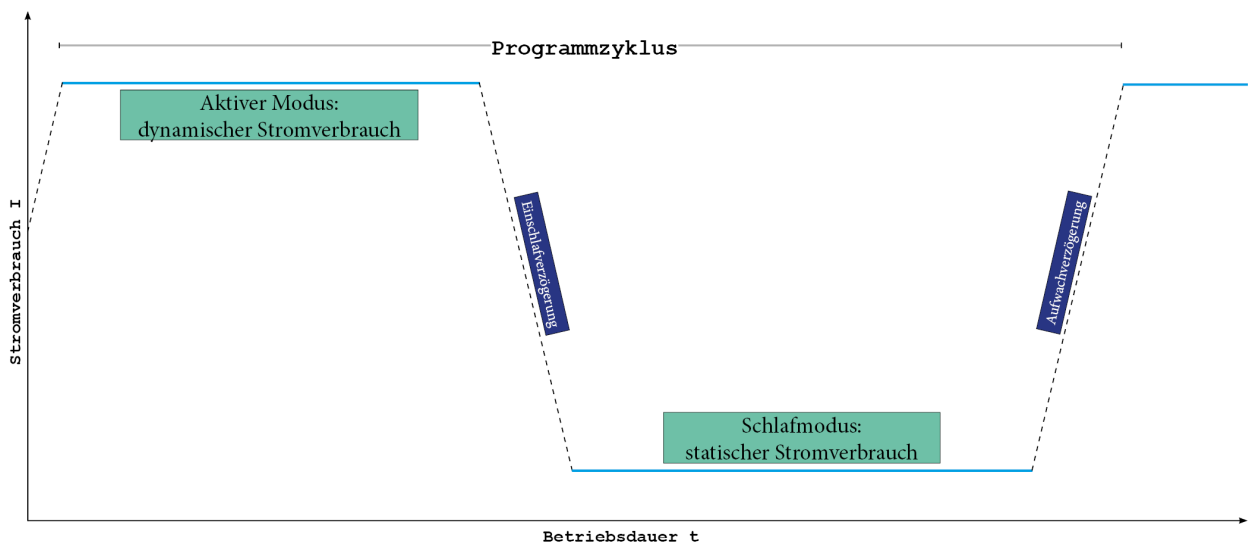 Programmzyklus
Aktiver Modus:
dynamischer Stromverbrauch
Einschlafverzögerung
Aufwachverzögerung
Stromverbrauch I
Schlafmodus:
statischer Stromverbrauch
Betriebsdauer t